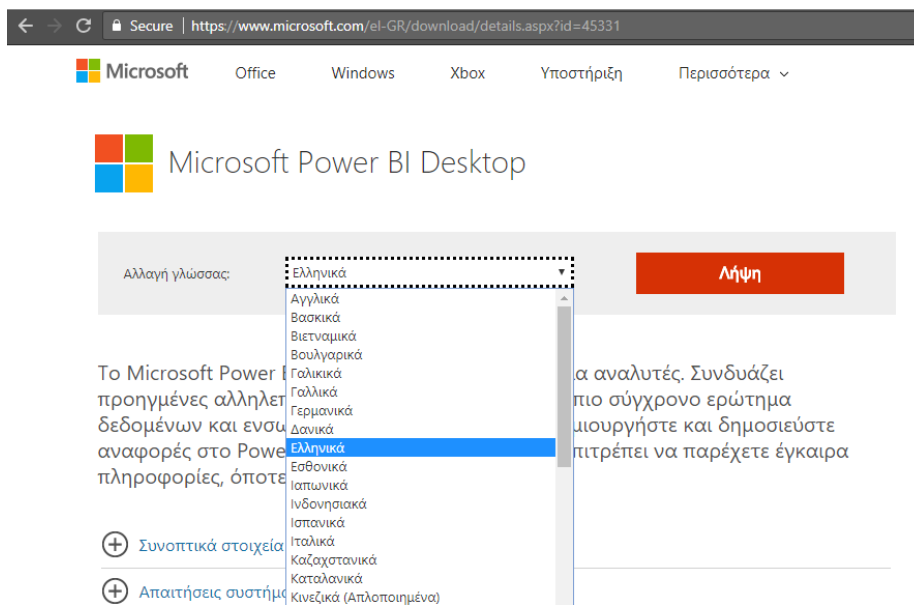 Secure | https://www.microsoft.com/el-GR/download/details.aspx?id=45331
Microsoft Office Windows Xbox Υποστήριξη Περισσότερα
Microsoft Power BI Desktop
Αλλαγή γλώσσας: Ελληνικά Λήψη
Αγγλικά
Βασκικά
Βιετναμικά
Βουλγαρικά
Γαλικικά
Γαλλικά
Γερμανικά
Δανικά
Ελληνικά
Εσθονικά
Ιαπωνικά
Ινδονησιακά
Ισπανικά
Ιταλικά
Καζαχστανικά
Καταλανικά
Κινεζικά (Απλοποιημένα)
Το Microsoft Power α αναλυτές. Συνδυάζει
προηγμένες αλληλεπ πιο σύγχρονο ερώτημα
δεδομένων και ενσω μιουργήστε και δημοσιεύστε
αναφορές στο Powe πιτρέπει να παρέχετε έγκαιρα
πληροφορίες, όποτε
Συνοπτικά στοιχεία
Απαιτήσεις συστήμα